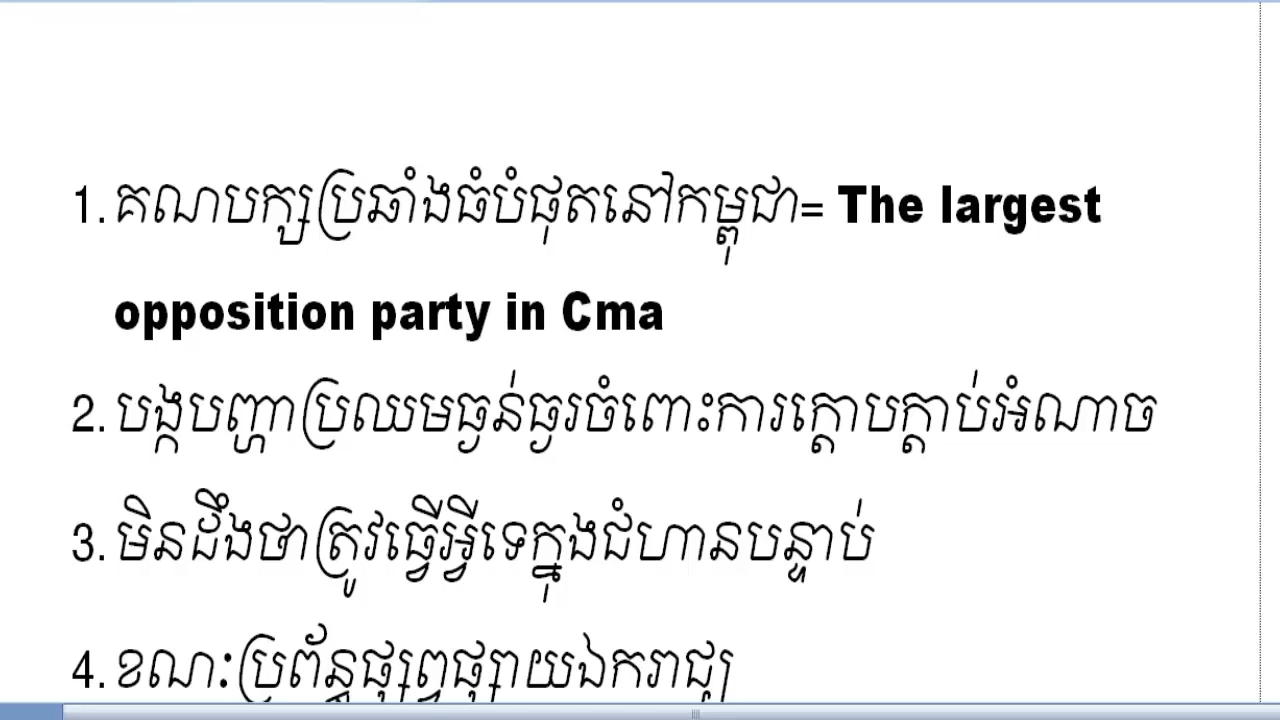 1. គណបក្សប្រឆាំងធំបំផុតនៅកម្ពុជា= The largest
opposition party in Cma
2. បង្កបញ្ហាប្រឈមធ្ងន់ធ្ងរចំពោះការក្តោបក្តាប់អំណាច
3. មិនដឹងថាត្រូវធ្វើអ្វីទេក្នុងជំហានបន្ទាប់
4. ខណៈប្រព័ន្ធផ្សព្វផ្សាយឯករាជ្យ